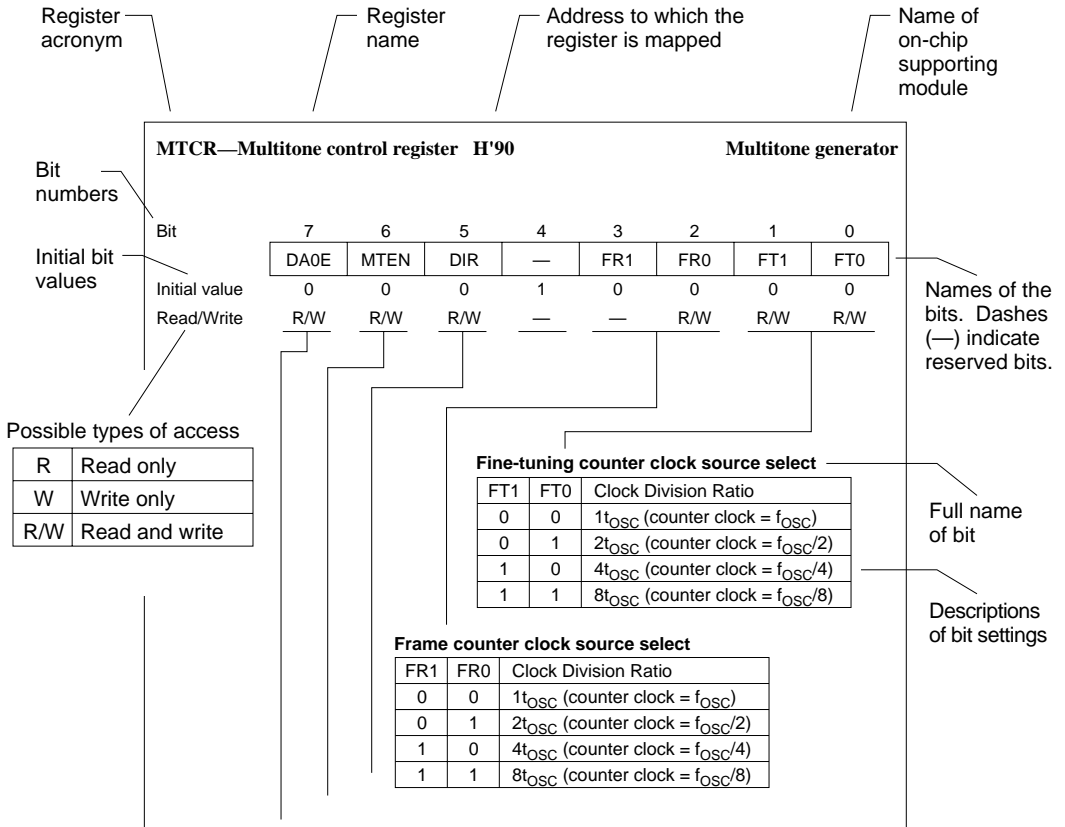 Register acronym
Register name
Address to which the register is mapped
Name of on-chip supporting module
MTCR—Multitone control register H'90 Multitone generator
Bit numbers
Bit 7 6 5 4 3 2 1 0
DA0E MTEN DIR — FR1 FR0 FT1 FT0
Initial bit values
Initial value 0 0 0 1 0 0 0 0
Read/Write R/W R/W R/W — — R/W R/W R/W
Names of the bits. Dashes (—) indicate reserved bits.
Possible types of access
R Read only
W Write only
R/W Read and write
Fine-tuning counter clock source select
FT1 FT0 Clock Division Ratio
0 0 1tOSC (counter clock = fOSC)
0 1 2tOSC (counter clock = fOSC/2)
1 0 4tOSC (counter clock = fOSC/4)
1 1 8tOSC (counter clock = fOSC/8)
Full name of bit
Descriptions of bit settings
Frame counter clock source select
FR1 FR0 Clock Division Ratio
0 0 1tOSC (counter clock = fOSC)
0 1 2tOSC (counter clock = fOSC/2)
1 0 4tOSC (counter clock = fOSC/4)
1 1 8tOSC (counter clock = fOSC/8)